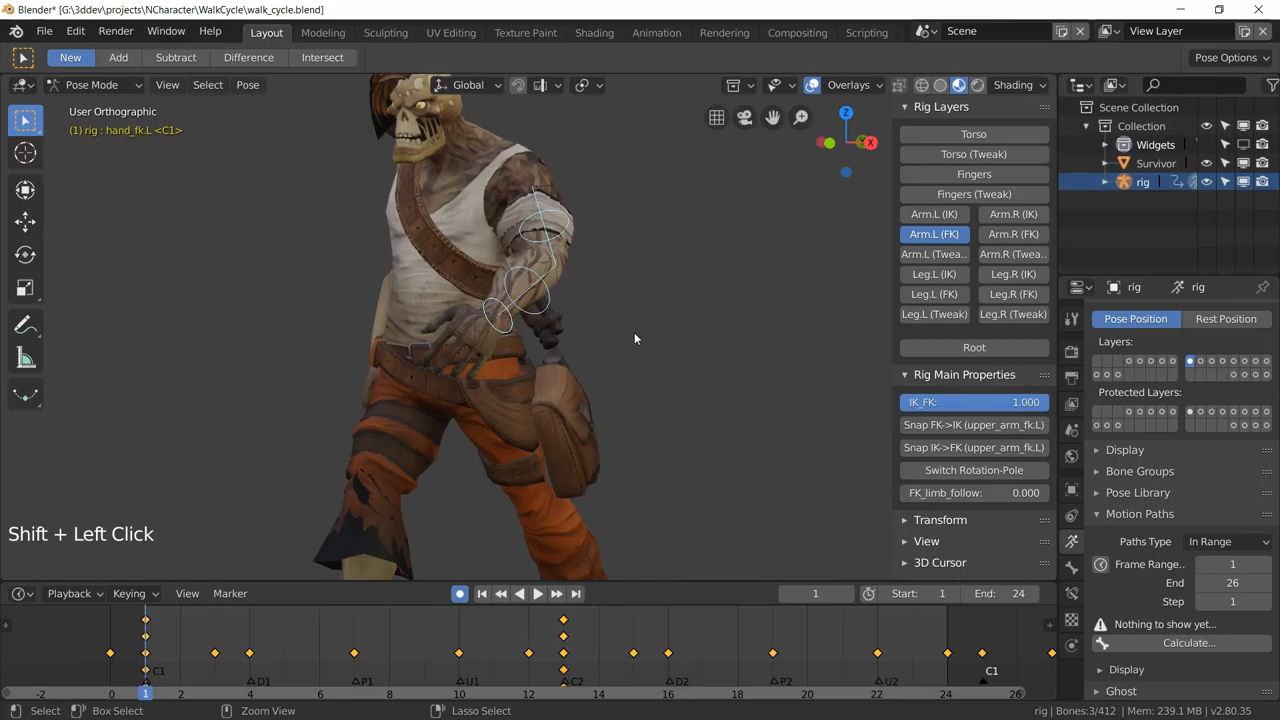 Blender* [G:\3ddev\projects\NCharacter\WalkCycle\walk_cycle.blend]
File Edit Render Window Help Layout Modeling Sculpting UV Editing Texture Paint Shading Animation Rendering Compositing Scripting Scene View Layer
New Add Subtract Difference Intersect Pose Options
Pose Mode View Select Pose Global Overlays Shading
User Orthographic
(1) rig : hand_fk.L <C1>
Z
Y
X
Rig Layers
Torso
Torso (Tweak)
Fingers
Fingers (Tweak)
Arm.L (IK) Arm.R (IK)
Arm.L (FK) Arm.R (FK)
Arm.L (Twea.. Arm.R (Twea..
Leg.L (IK) Leg.R (IK)
Leg.L (FK) Leg.R (FK)
Leg.L (Tweak) Leg.R (Tweak)
Root
Rig Main Properties
IK_FK: 1.000
Snap FK->IK (upper_arm_fk.L)
Snap IK->FK (upper_arm_fk.L)
Switch Rotation-Pole
FK_limb_follow: 0.000
Transform
View
3D Cursor
Scene Collection
Collection
Widgets
Survivor
rig
rig rig
Pose Position Rest Position
Layers:
Protected Layers:
Display
Bone Groups
Pose Library
Motion Paths
Paths Type In Range
Frame Range.. 1
End 26
Step 1
Nothing to show yet...
Calculate...
Display
Ghost
Shift + Left Click
Playback Keying View Marker 1 Start: 1 End: 24
C1 D1 P1 U1 C2 D2 P2 U2 C1
-2 0 1 2 4 6 8 10 12 14 16 18 20 22 24 26
Select Box Select Zoom View Lasso Select rig | Bones:3/412 | Mem: 239.1 MB | v2.80.35